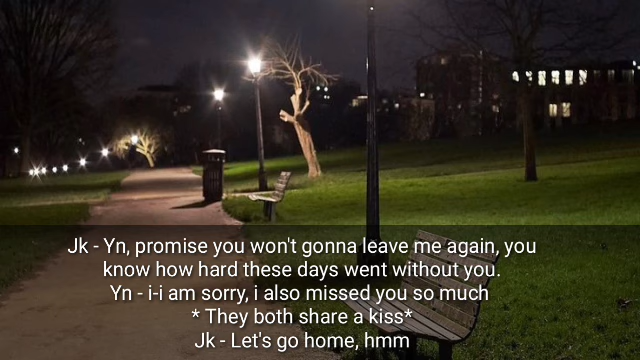 Jk - Yn, promise you won't gonna leave me again, you
know how hard these days went without you.
Yn - i-i am sorry, i also missed you so much
* They both share a kiss*
Jk - Let's go home, hmm